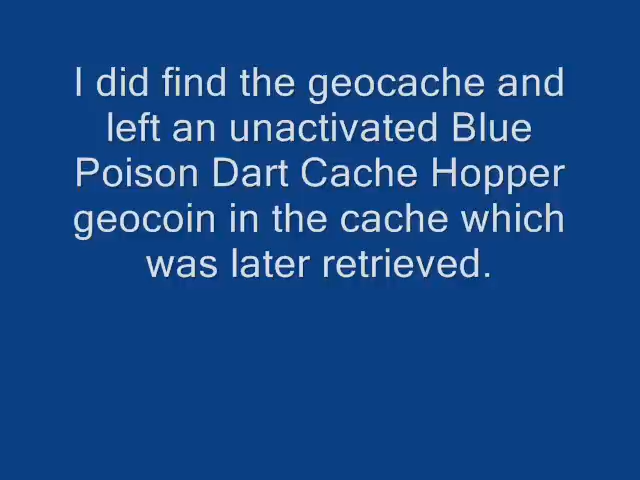 I did find the geocache and
left an unactivated Blue
Poison Dart Cache Hopper
geocoin in the cache which
was later retrieved.